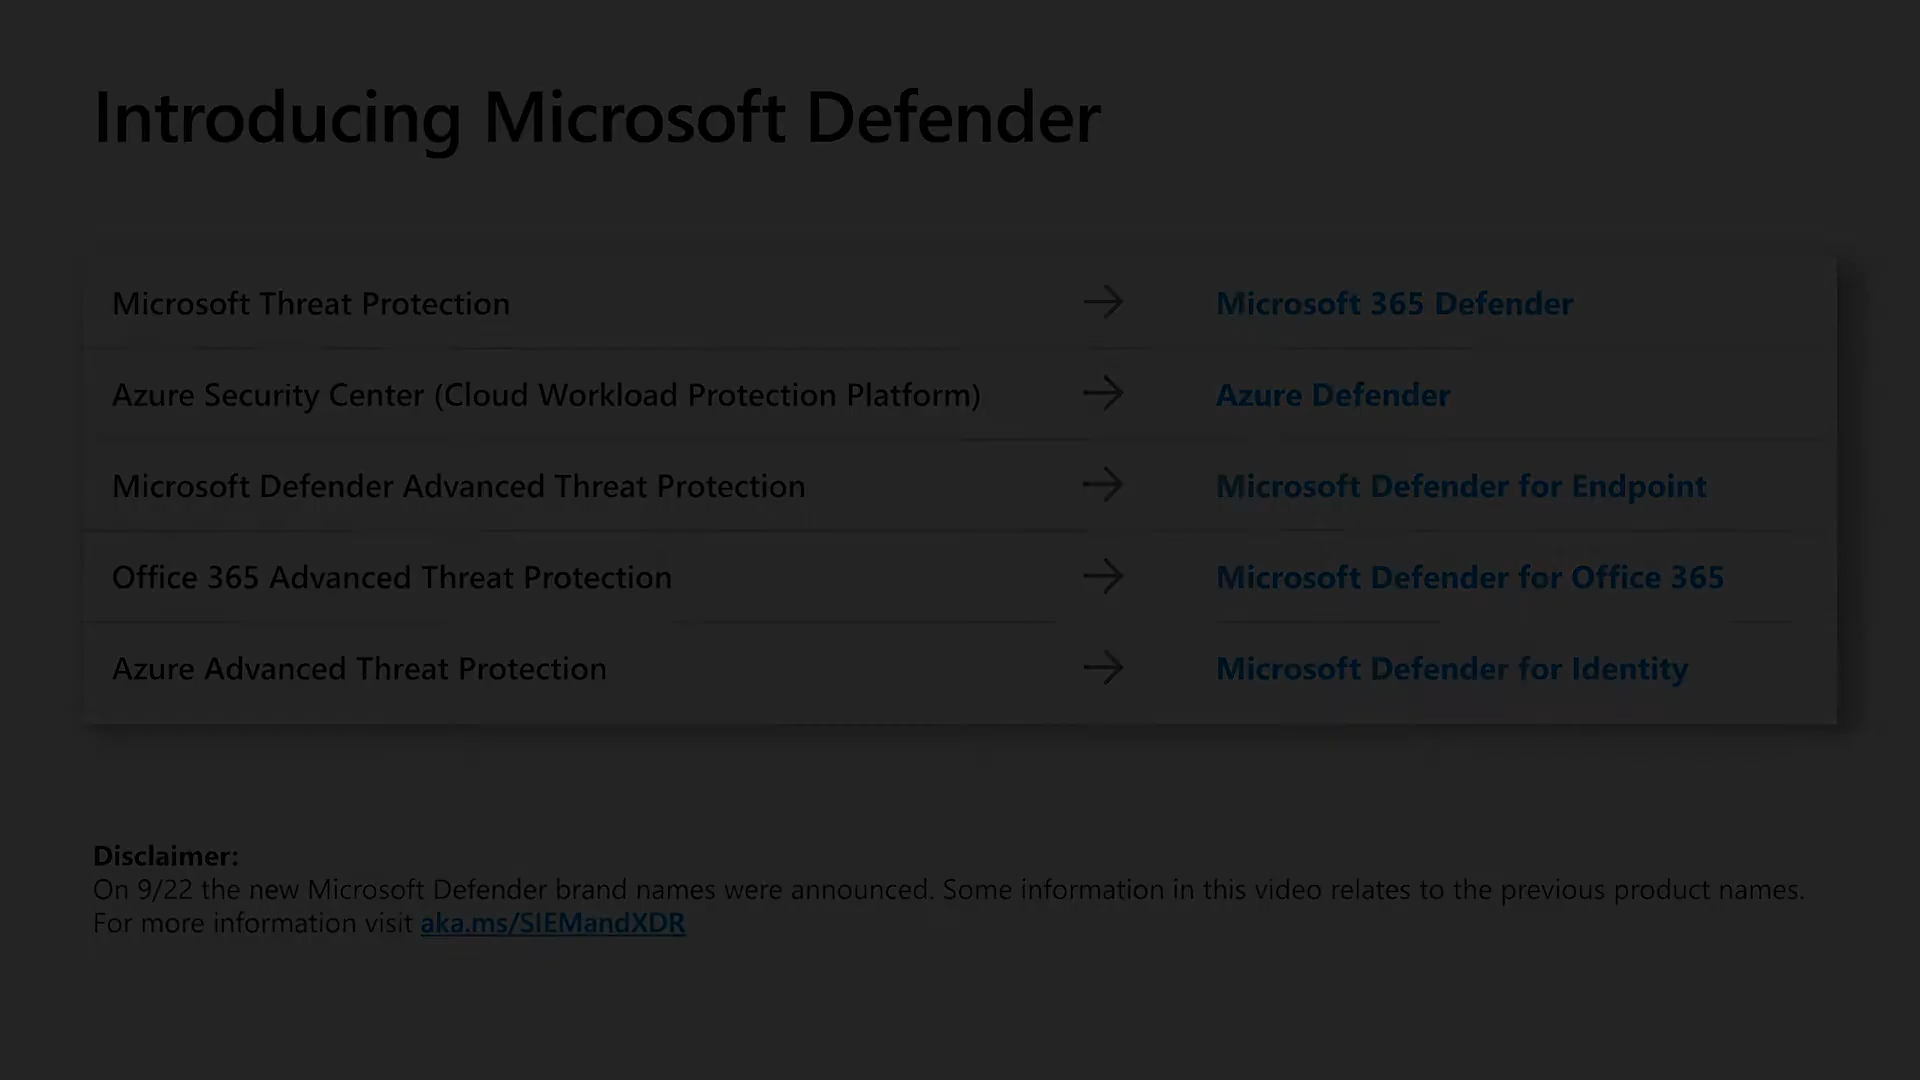 Introducing Microsoft Defender
Microsoft Threat Protection → Microsoft 365 Defender
Azure Security Center (Cloud Workload Protection Platform) → Azure Defender
Microsoft Defender Advanced Threat Protection → Microsoft Defender for Endpoint
Office 365 Advanced Threat Protection → Microsoft Defender for Office 365
Azure Advanced Threat Protection → Microsoft Defender for Identity
Disclaimer:
On 9/22 the new Microsoft Defender brand names were announced. Some information in this video relates to the previous product names.
For more information visit aka.ms/SIEMandXDR